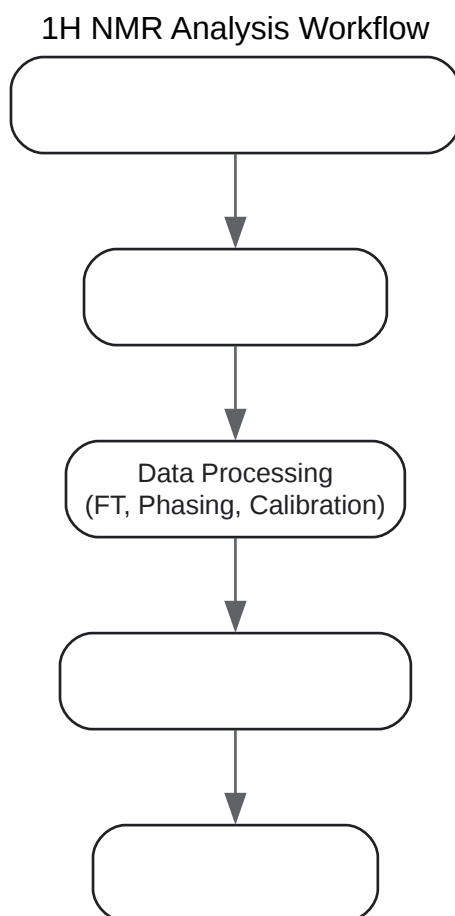 1H NMR Analysis Workflow
Data Processing
(FT, Phasing, Calibration)